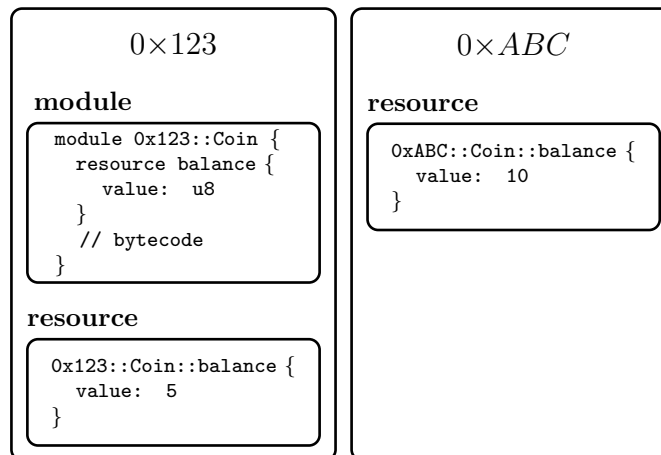 0×123
module
module 0x123::Coin {
resource balance {
value: u8
}
// bytecode
}
resource
0x123::Coin::balance {
value: 5
}
0×ABC
resource
0xABC::Coin::balance {
value: 10
}